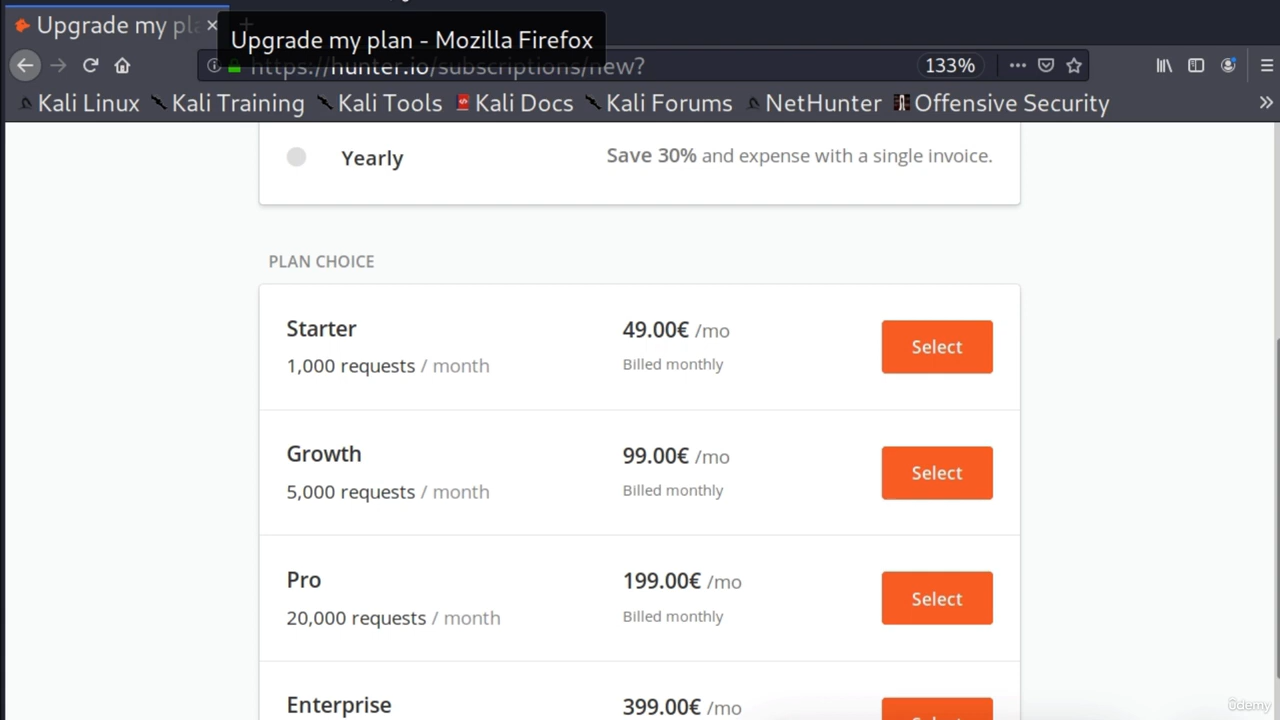 Upgrade my pla
Upgrade my plan - Mozilla Firefox
https://hunter.io/subscriptions/new?
133%
Kali Linux
Kali Training
Kali Tools
Kali Docs
Kali Forums
NetHunter
Offensive Security
Yearly
Save 30% and expense with a single invoice.
PLAN CHOICE
Starter
49.00€ /mo
1,000 requests / month
Billed monthly
Select
Growth
99.00€ /mo
5,000 requests / month
Billed monthly
Select
Pro
199.00€ /mo
20,000 requests / month
Billed monthly
Select
Enterprise
399.00€ /mo
Select
ûdemy